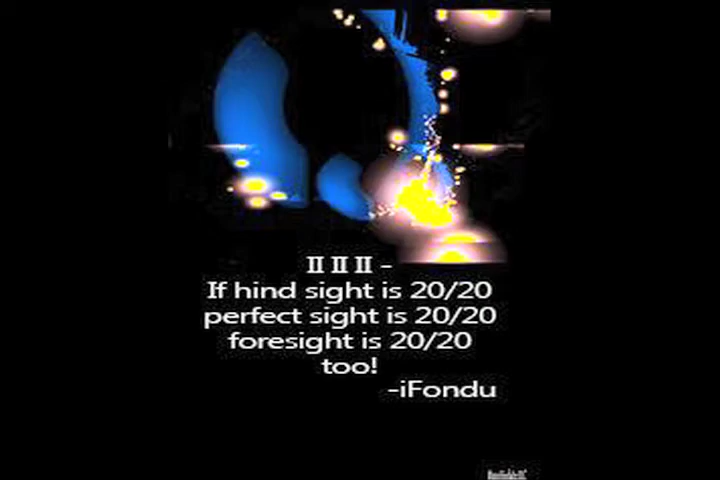 II II II -
If hind sight is 20/20
perfect sight is 20/20
foresight is 20/20
too!
-iFondu